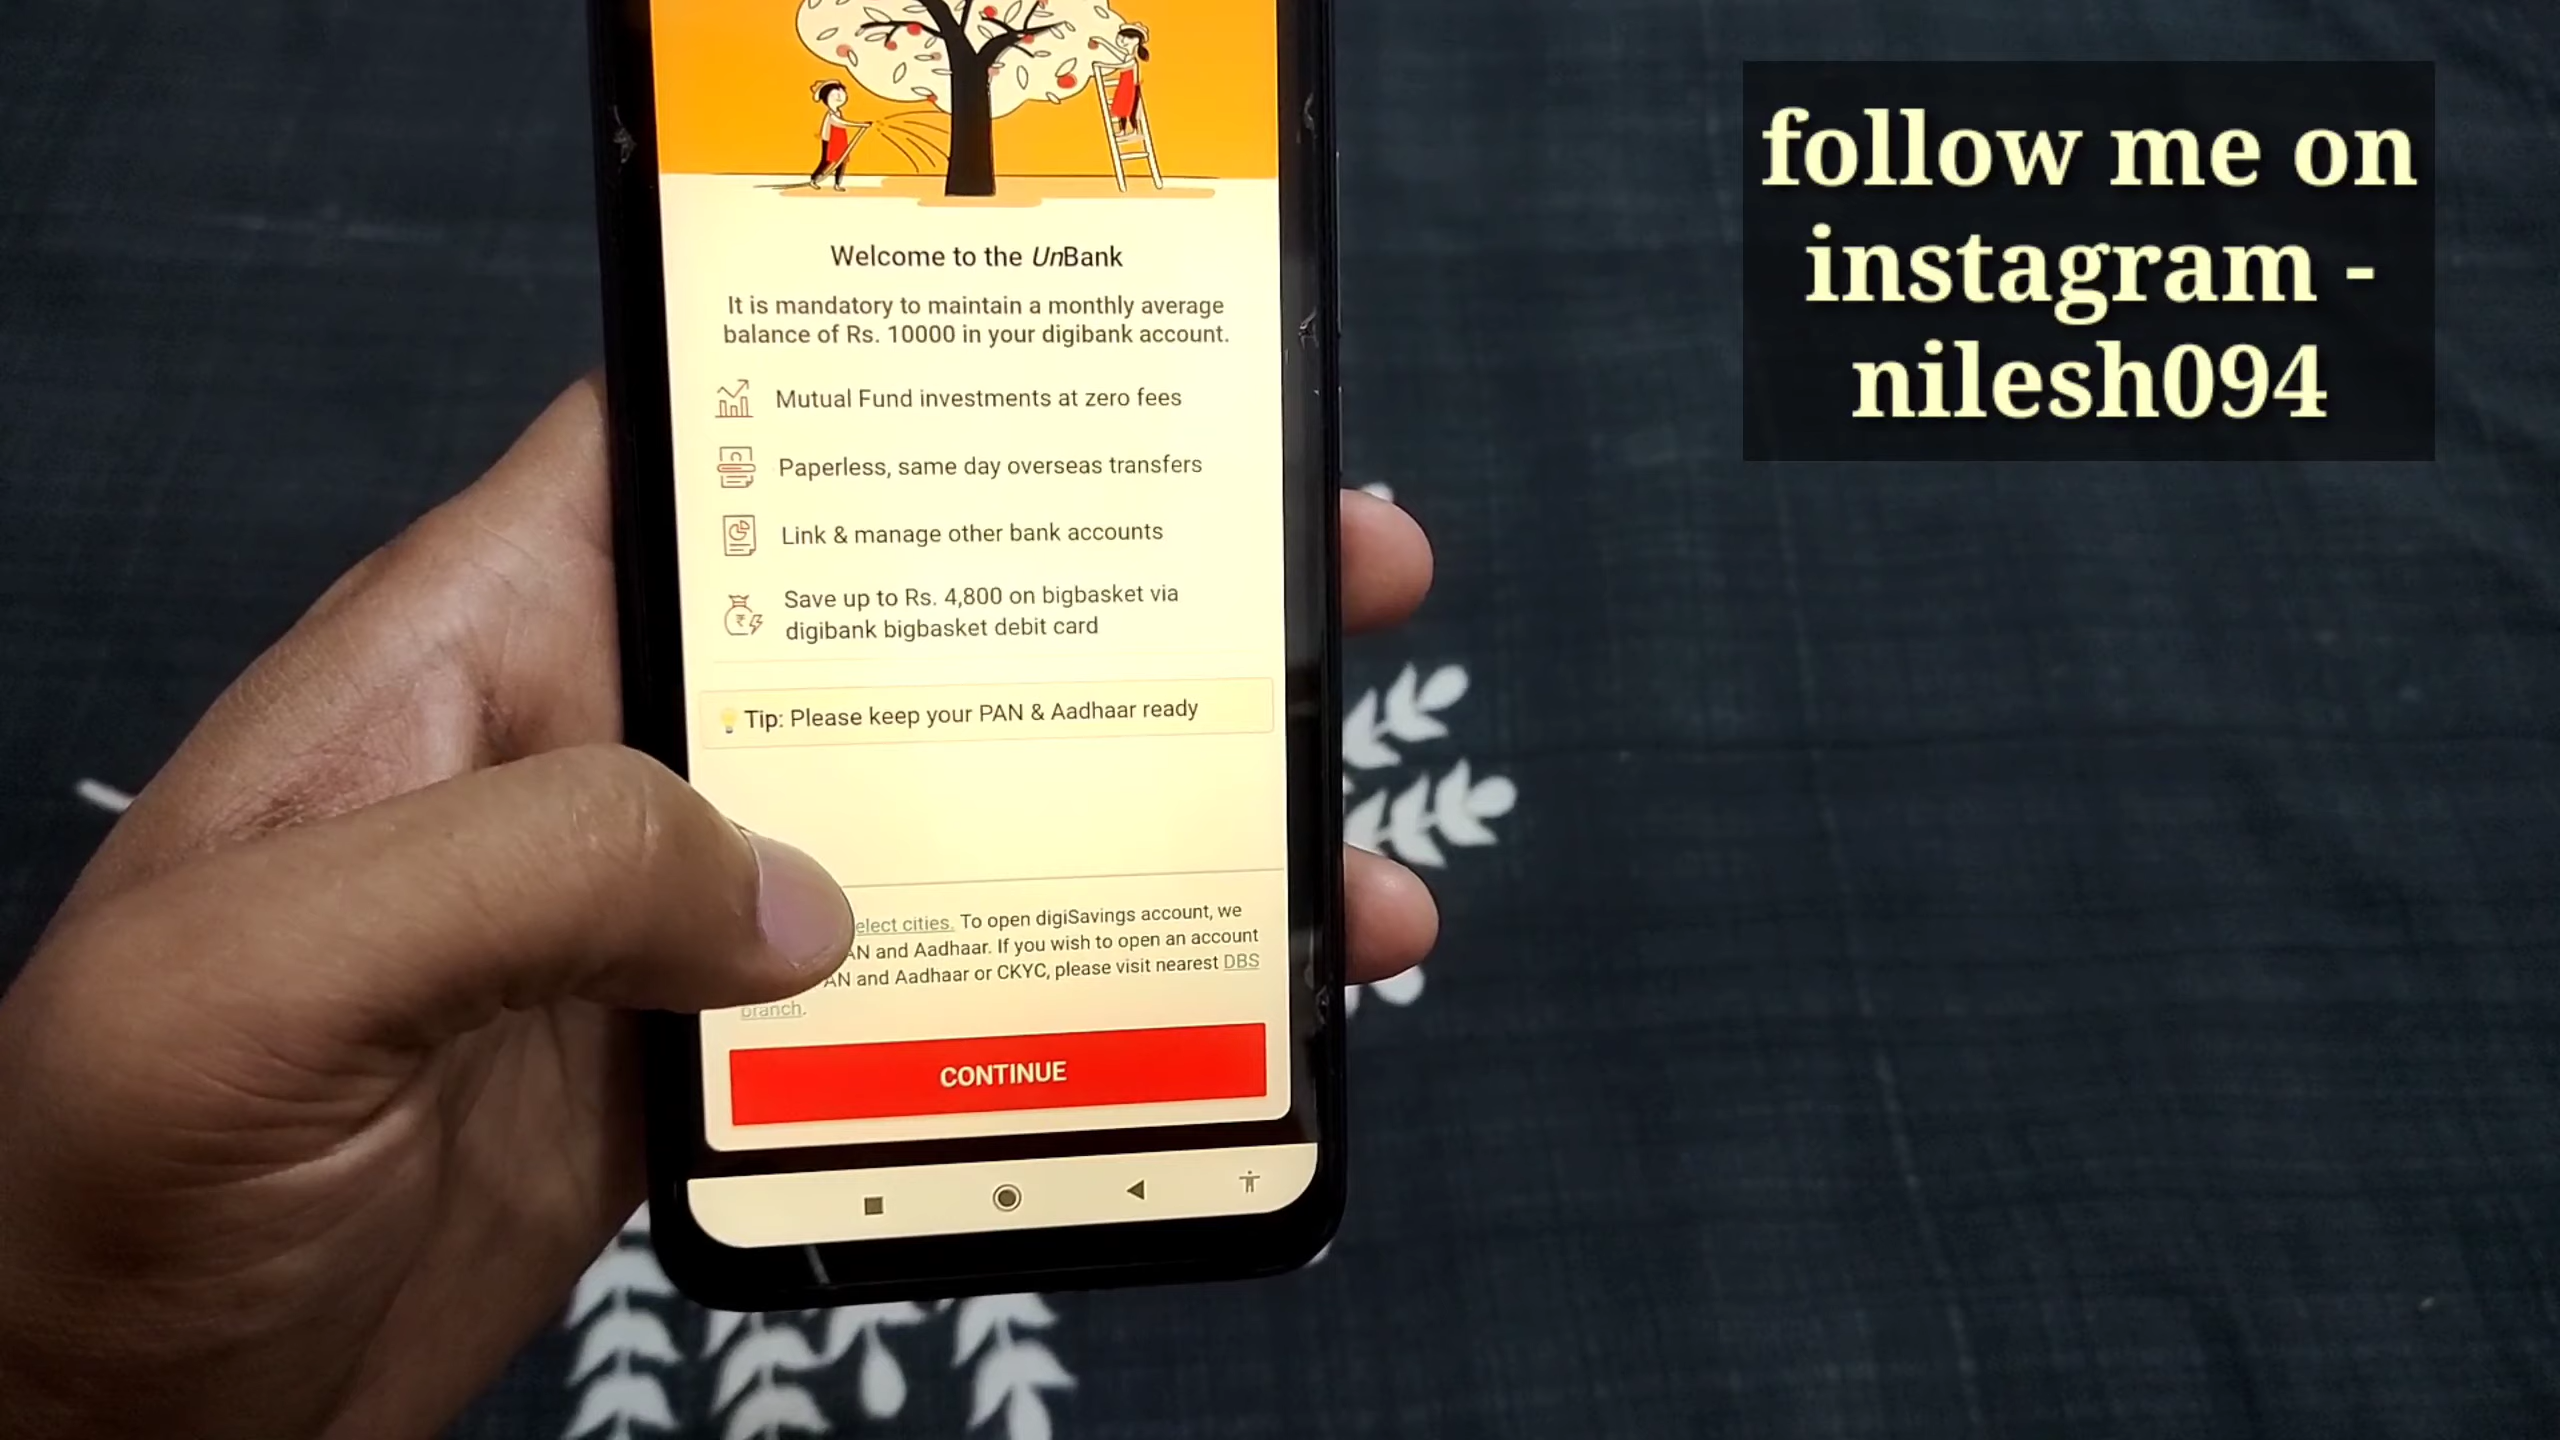 Welcome to the UnBank
It is mandatory to maintain a monthly average
balance of Rs. 10000 in your digibank account.
Mutual Fund investments at zero fees
Paperless, same day overseas transfers
Link & manage other bank accounts
Save up to Rs. 4,800 on bigbasket via
digibank bigbasket debit card
Tip: Please keep your PAN & Aadhaar ready
cities. To open digiSavings account, we
and Aadhaar. If you wish to open an account
and Aadhaar or CKYC, please visit nearest DBS
branch.
CONTINUE
follow me on
instagram -
nilesh094